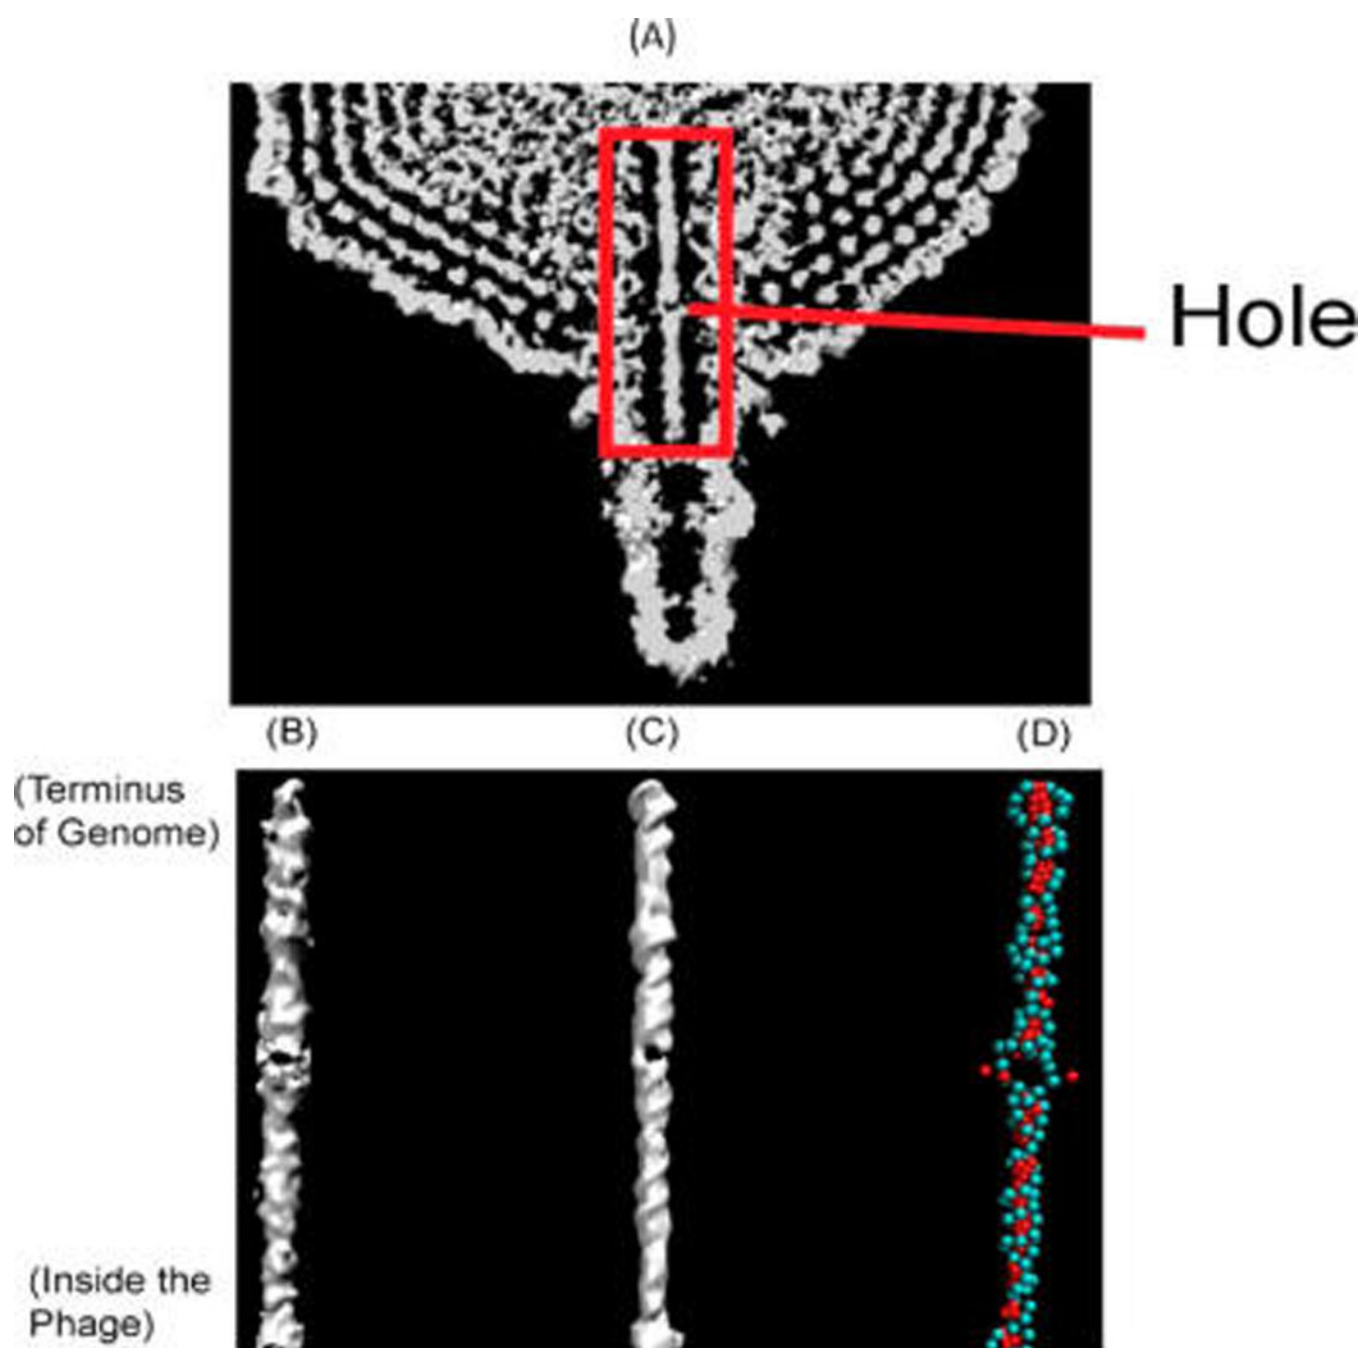 (A)
Hole
(B)
(C)
(D)
(Terminus
of Genome)
(Inside the
Phage)